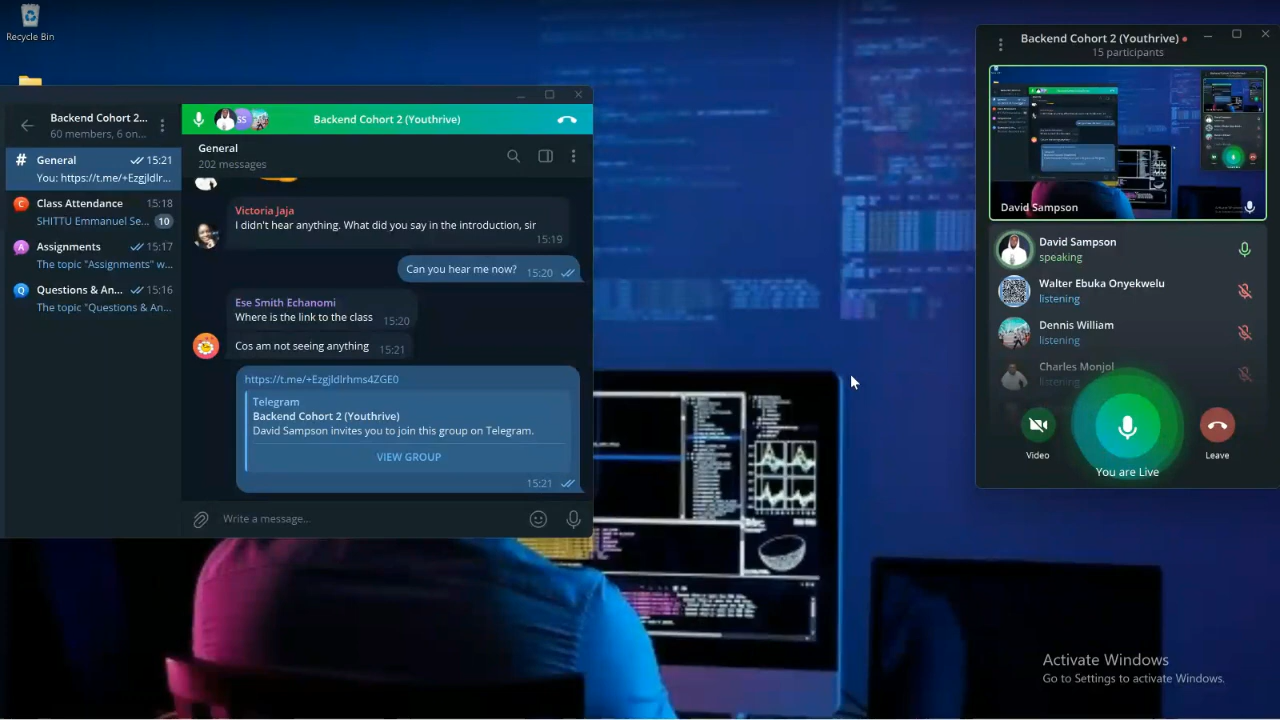 Recycle Bin
Backend Cohort 2...
60 members, 6 on...
General 15:21
You: https://t.me/+Ezgjldlr...
C
Class Attendance 15:18
SHITTU Emmanuel Se... 10
A
Assignments 15:17
The topic "Assignments" w...
Q
Questions & An... 15:16
The topic "Questions & An...
SS
Backend Cohort 2 (Youthrive)
General
202 messages
Victoria Jaja
I didn't hear anything. What did you say in the introduction, sir
15:19
Can you hear me now? 15:20
Ese Smith Echanomi
Where is the link to the class 15:20
Cos am not seeing anything 15:21
https://t.me/+Ezgjldlrhms4ZGE0
Telegram
Backend Cohort 2 (Youthrive)
David Sampson invites you to join this group on Telegram.
VIEW GROUP
15:21
Write a message...
Backend Cohort 2 (Youthrive)
15 participants
David Sampson
David Sampson
speaking
Walter Ebuka Onyekwelu
listening
Dennis William
listening
Charles Monjol
listening
Video
You are Live
Leave
Activate Windows
Go to Settings to activate Windows.